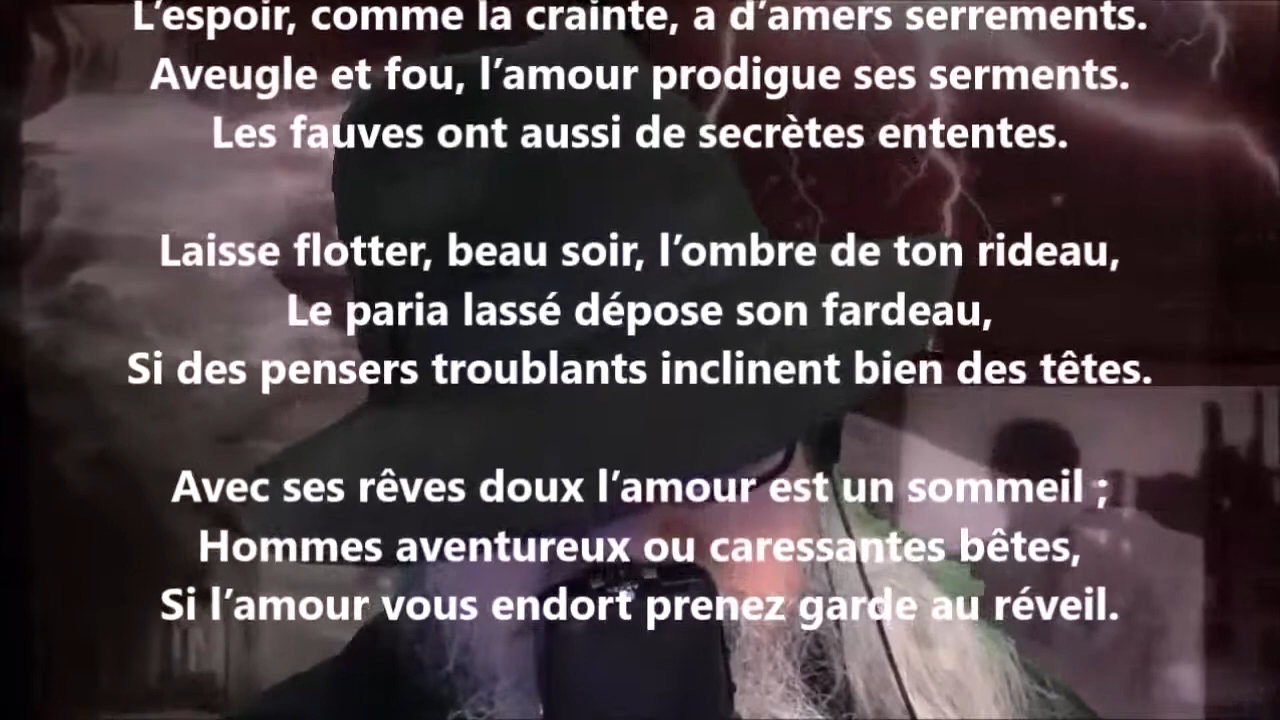 L’espoir, comme la crainte, a d’amers serrements.
Aveugle et fou, l’amour prodigue ses serments.
Les fauves ont aussi de secrètes ententes.
Laisse flotter, beau soir, l’ombre de ton rideau,
Le paria lassé dépose son fardeau,
Si des pensers troublants inclinent bien des têtes.
Avec ses rêves doux l’amour est un sommeil ;
Hommes aventureux ou caressantes bêtes,
Si l’amour vous endort prenez garde au réveil.